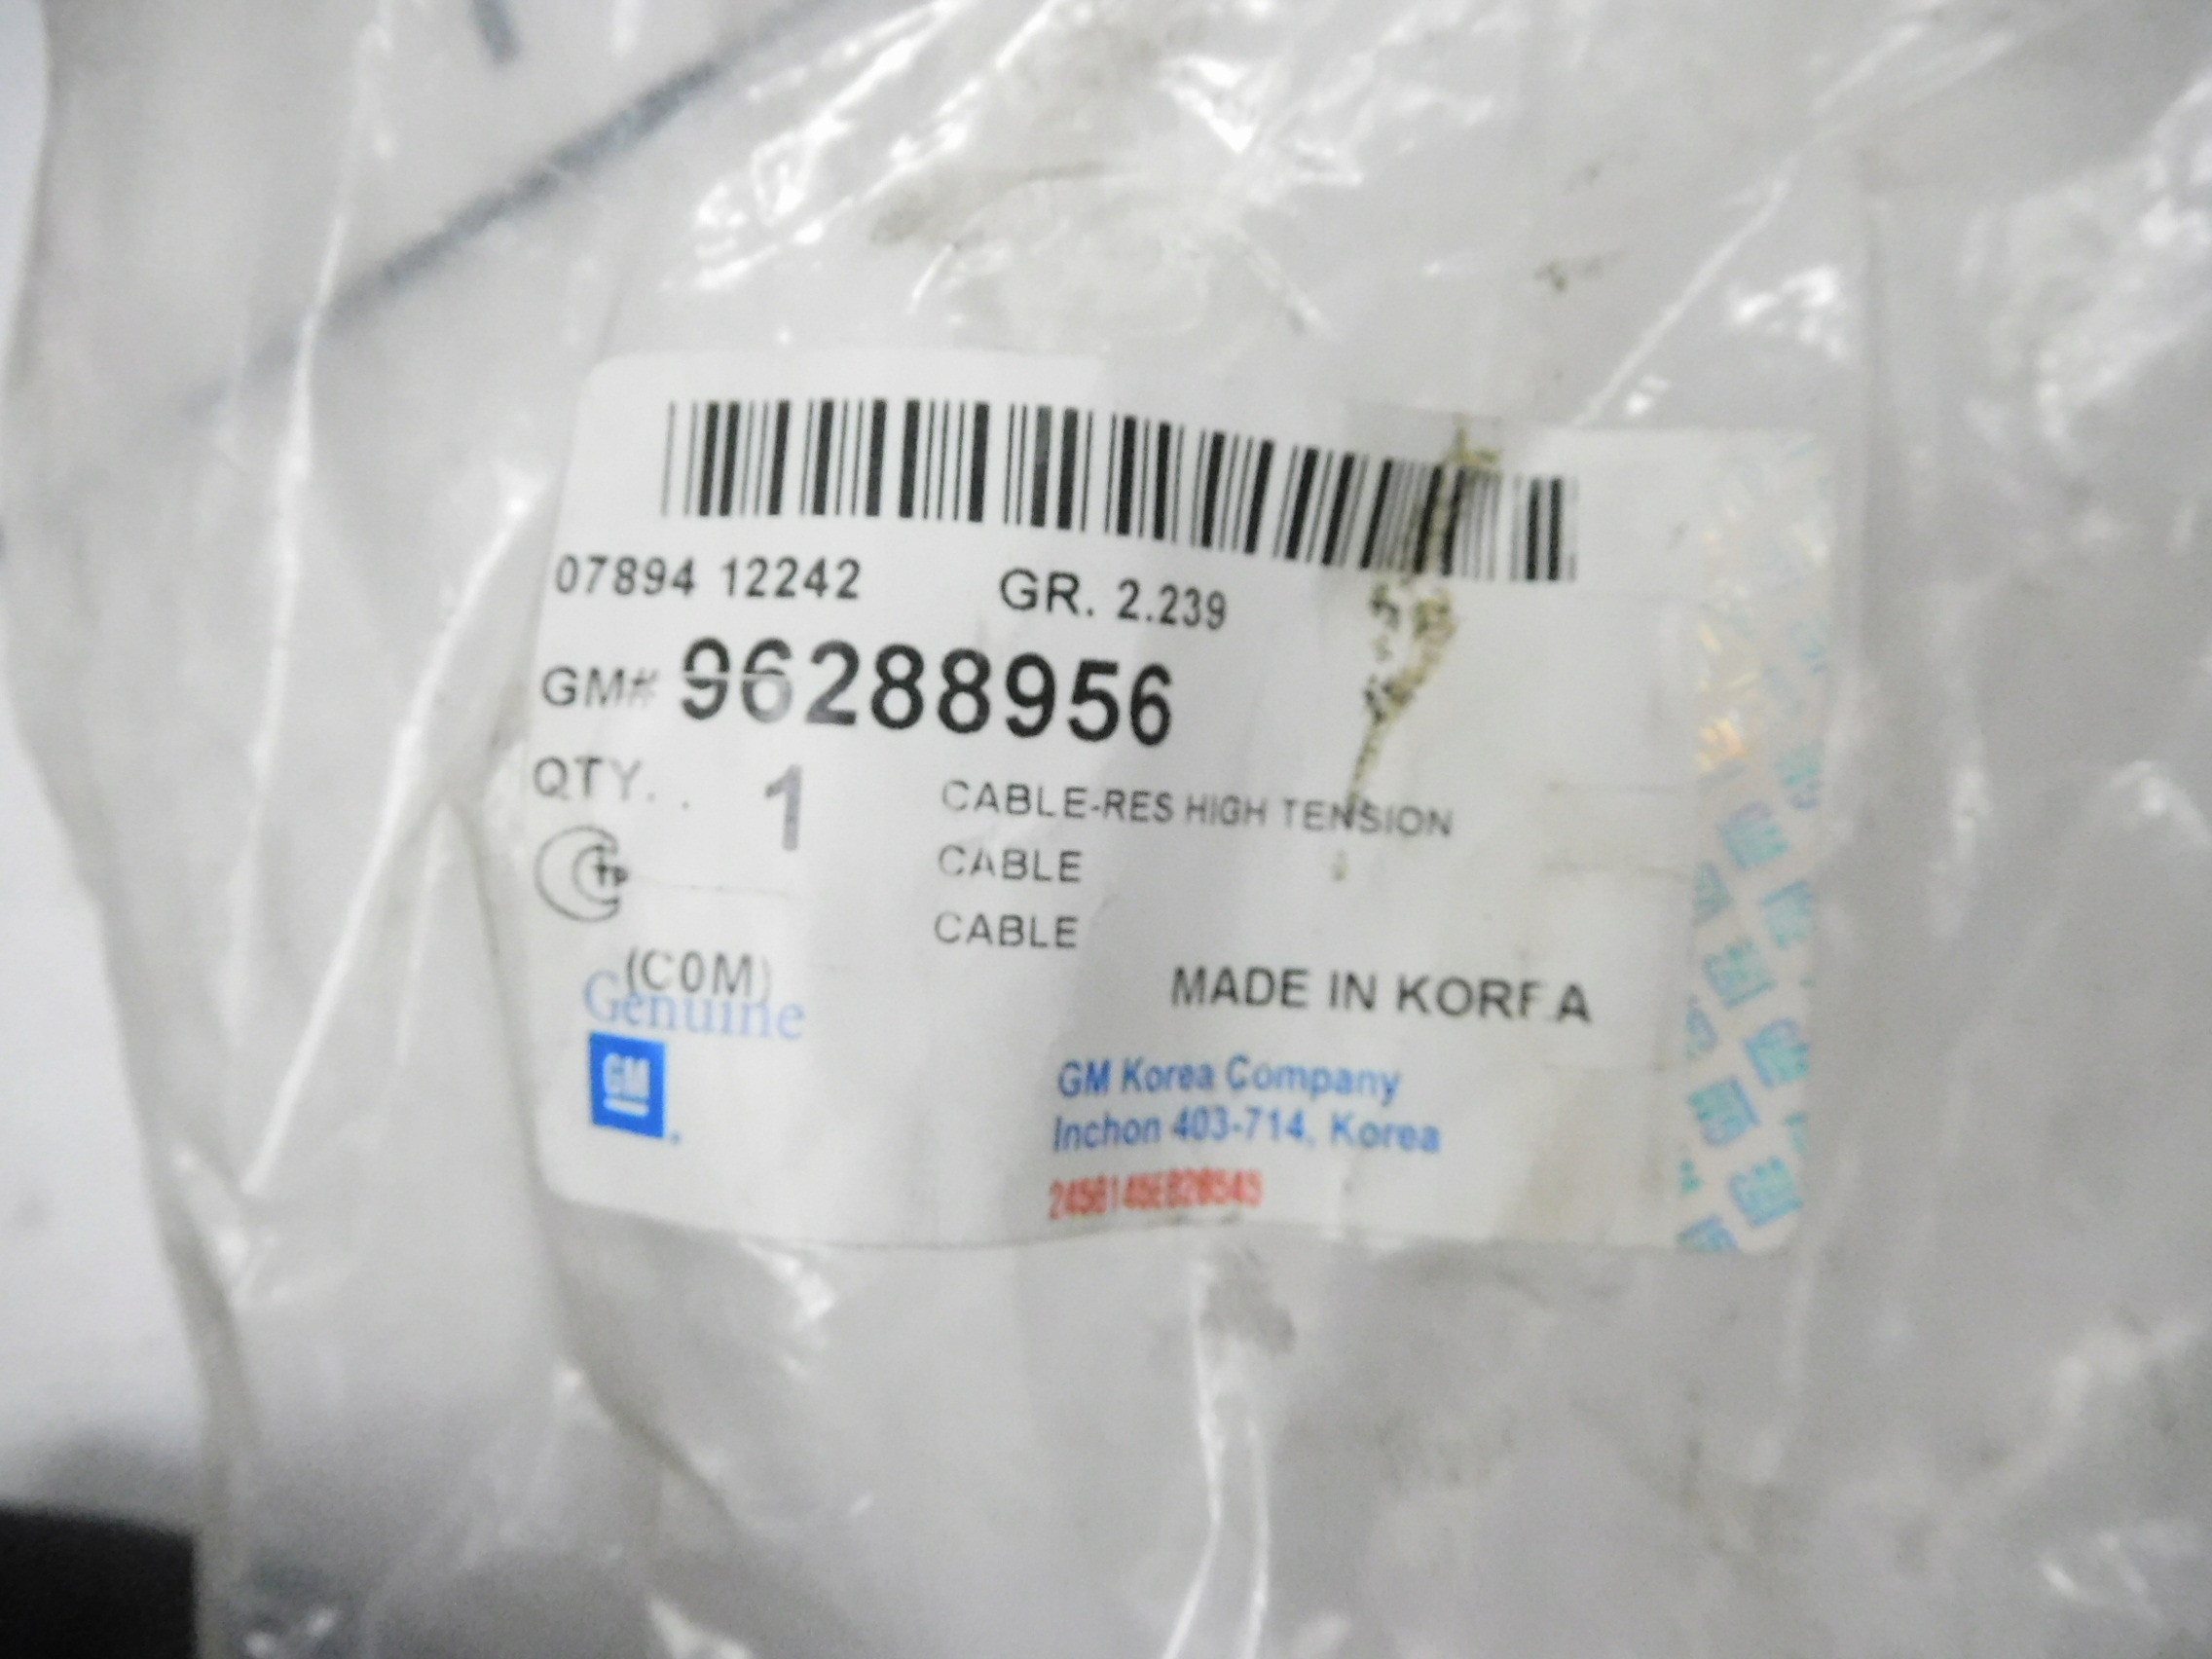 07894 12242 GR. 2.239
GM# 96288956
QTY. . 1 CABLE-RES HIGH TENSION
CABLE
CABLE
(C0M)
Genuine
MADE IN KOREA
GM
GM Korea Company
Inchon 403-714, Korea